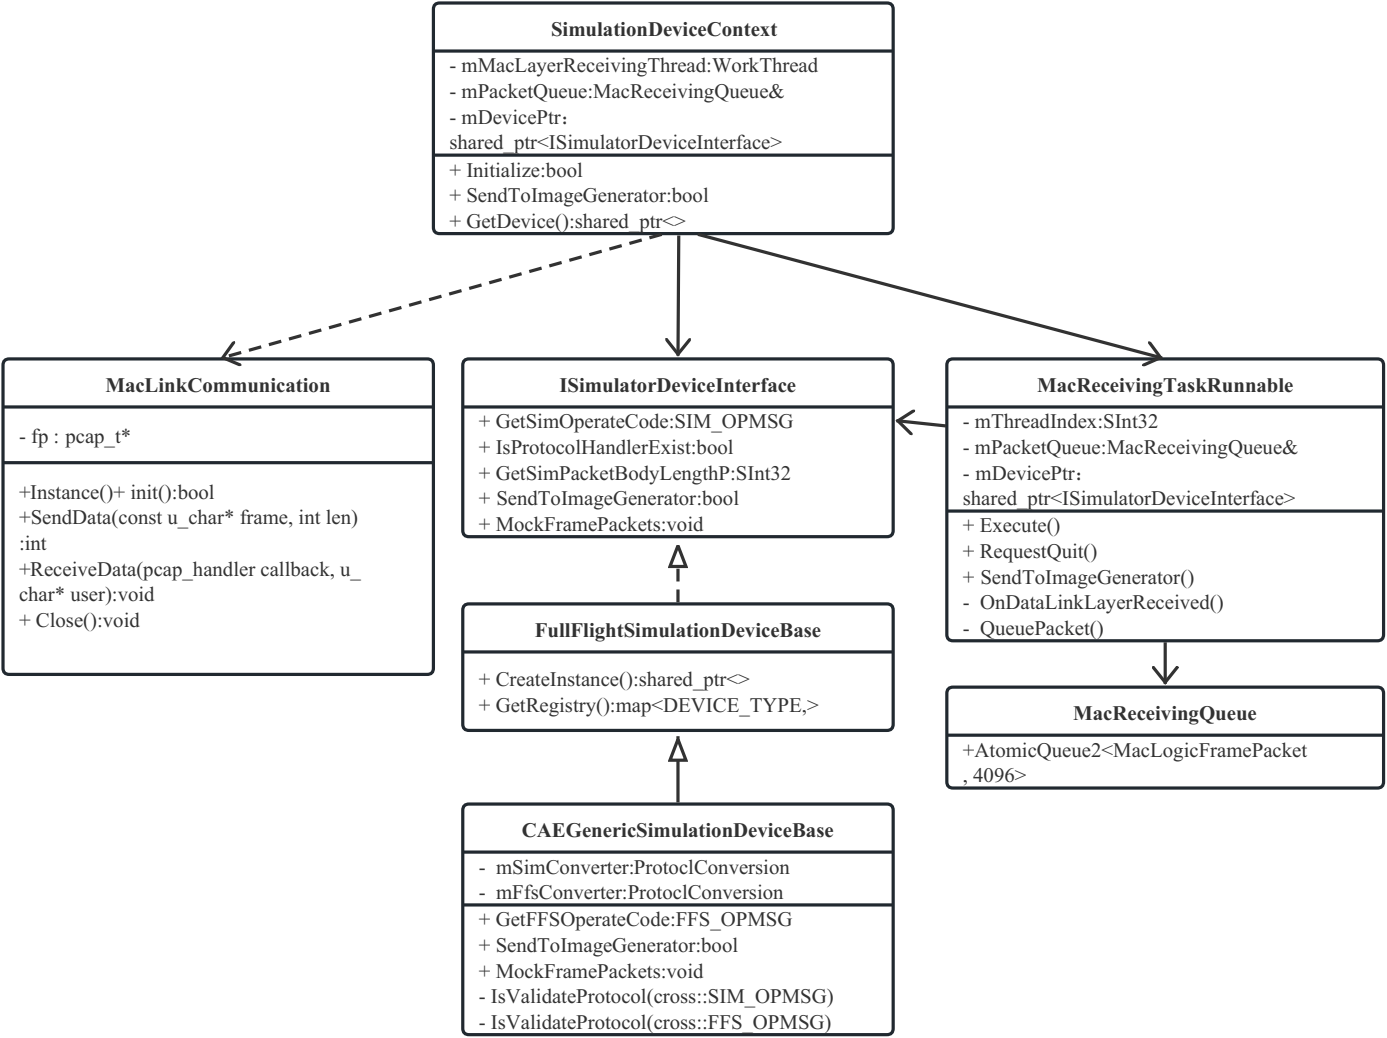 SimulationDeviceContext
- mMacLayerReceivingThread:WorkThread
- mPacketQueue:MacReceivingQueue&
- mDevicePtr：
shared_ptr<ISimulatorDeviceInterface>
+ Initialize:bool
+ SendToImageGenerator:bool
+ GetDevice():shared_ptr<>
MacLinkCommunication
- fp : pcap_t*
+Instance()+ init():bool
+SendData(const u_char* frame, int len)
:int
+ReceiveData(pcap_handler callback, u_
char* user):void
+ Close():void
ISimulatorDeviceInterface
+ GetSimOperateCode:SIM_OPMSG
+ IsProtocolHandlerExist:bool
+ GetSimPacketBodyLengthP:SInt32
+ SendToImageGenerator:bool
+ MockFramePackets:void
MacReceivingTaskRunnable
- mThreadIndex:SInt32
- mPacketQueue:MacReceivingQueue&
- mDevicePtr：
shared_ptr<ISimulatorDeviceInterface>
+ Execute()
+ RequestQuit()
+ SendToImageGenerator()
- OnDataLinkLayerReceived()
- QueuePacket()
FullFlightSimulationDeviceBase
+ CreateInstance():shared_ptr<>
+ GetRegistry():map<DEVICE_TYPE,>
MacReceivingQueue
+AtomicQueue2<MacLogicFramePacket
, 4096>
CAEGenericSimulationDeviceBase
- mSimConverter:ProtoclConversion
- mFfsConverter:ProtoclConversion
+ GetFFSOperateCode:FFS_OPMSG
+ SendToImageGenerator:bool
+ MockFramePackets:void
- IsValidateProtocol(cross::SIM_OPMSG)
- IsValidateProtocol(cross::FFS_OPMSG)